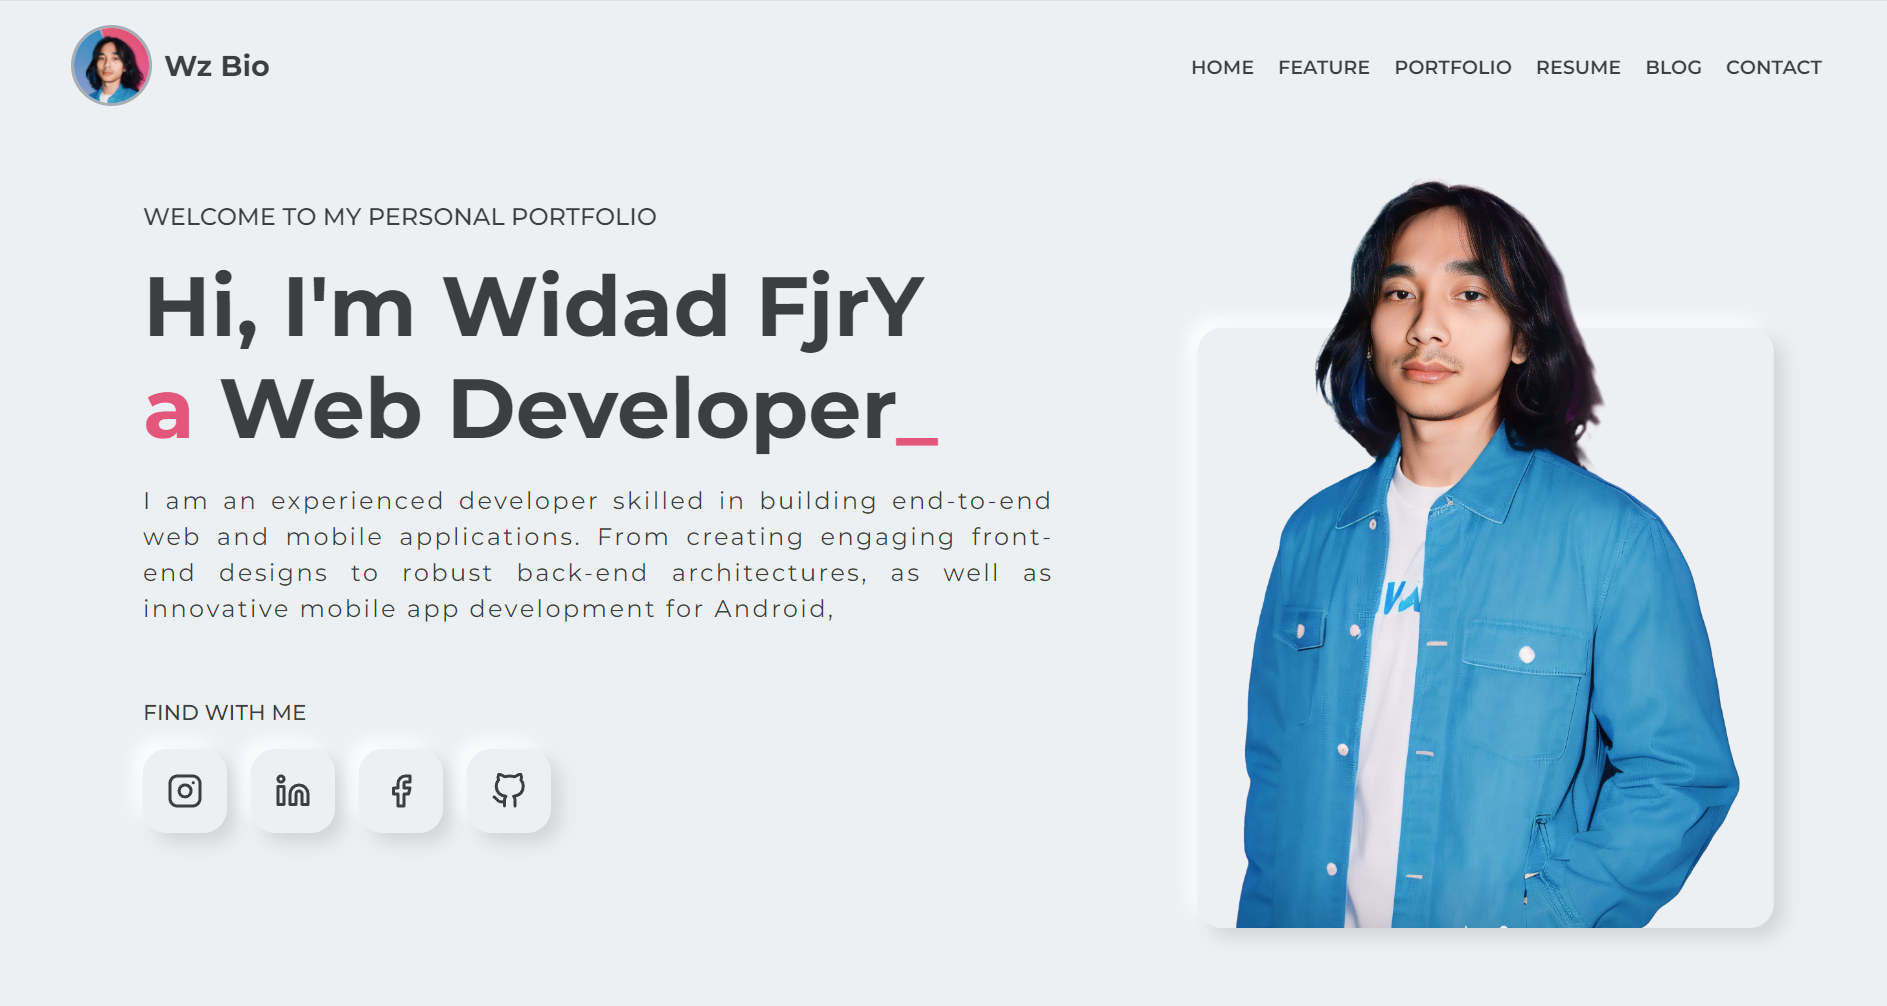 Wz Bio
HOME FEATURE PORTFOLIO RESUME BLOG CONTACT
WELCOME TO MY PERSONAL PORTFOLIO
Hi, I'm Widad FjrY
a Web Developer_
I am an experienced developer skilled in building end-to-end
web and mobile applications. From creating engaging front-
end designs to robust back-end architectures, as well as
innovative mobile app development for Android,
FIND WITH ME